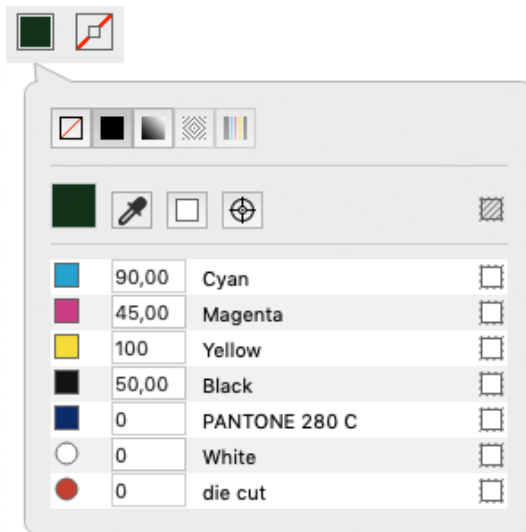 90,00 Cyan
45,00 Magenta
100 Yellow
50,00 Black
0 PANTONE 280 C
0 White
0 die cut